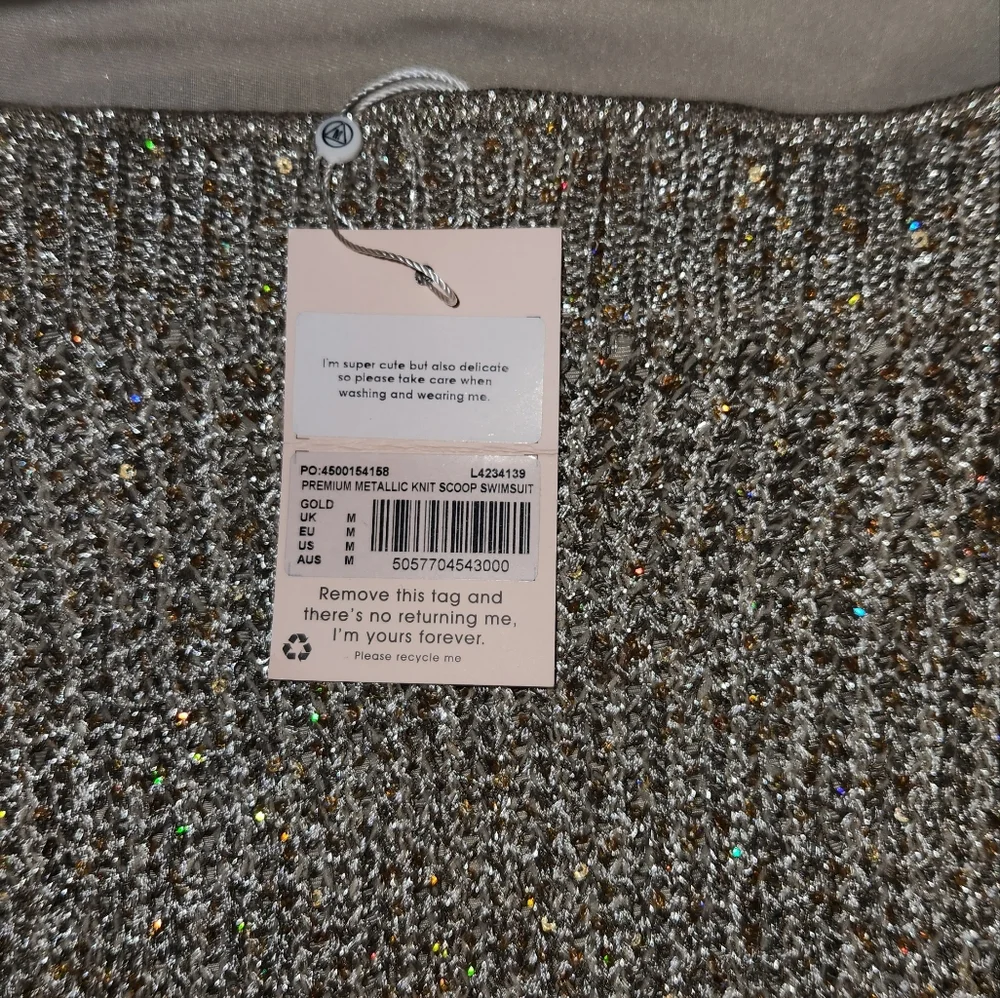 I'm super cute but also delicate
so please take care when
washing and wearing me.
PO:4500154158 L4234139
PREMIUM METALLIC KNIT SCOOP SWIMSUIT
GOLD
UK M
EU M
US M
AUS M
5057704543000
Remove this tag and
there's no returning me,
I'm yours forever.
Please recycle me